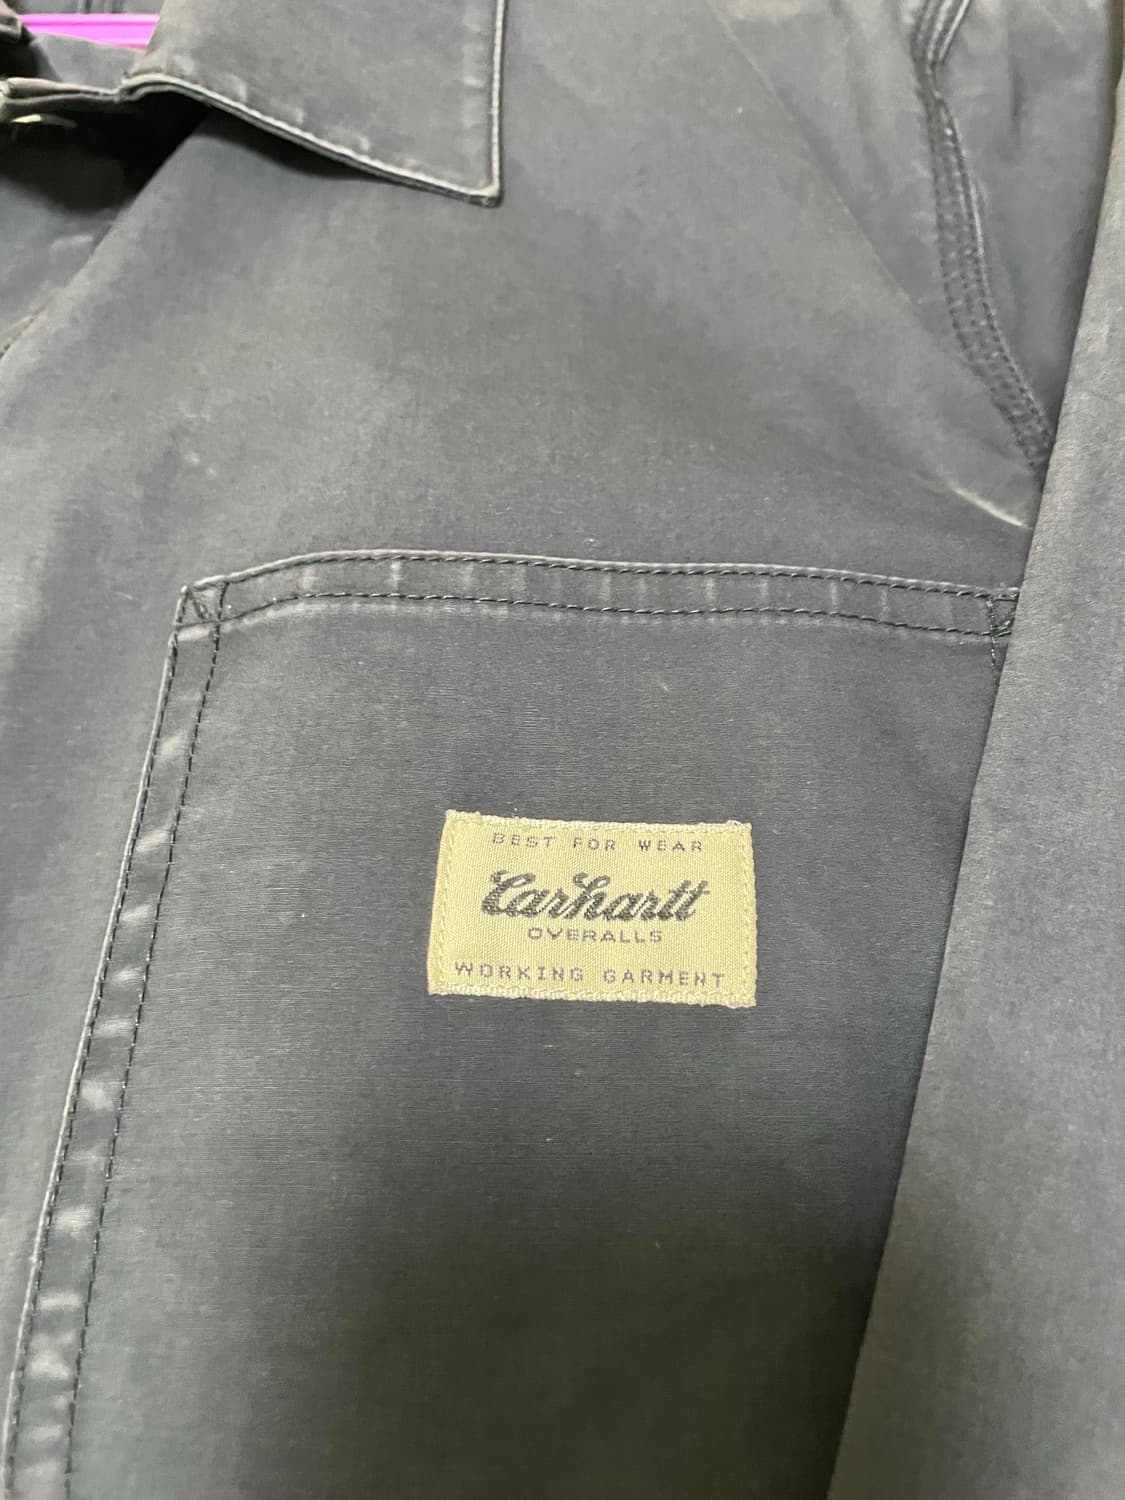 BEST FOR WEAR
Carhartt
OVERALLS
WORKING GARMENT